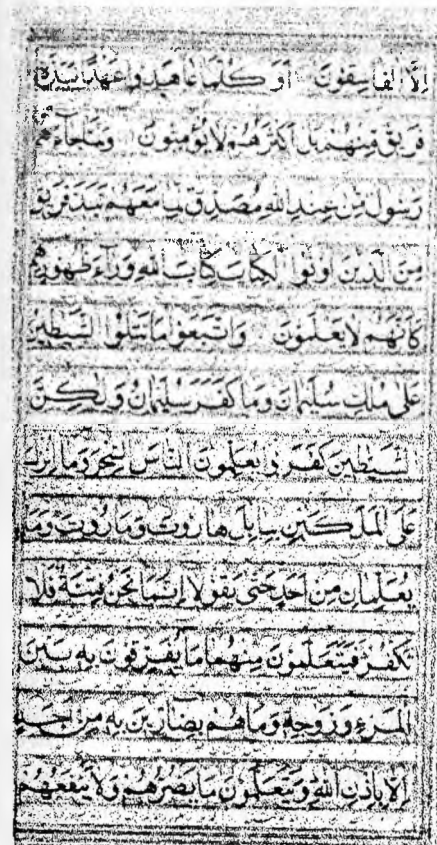 إلا الفاسقون أوكلما عاهدوا عهدا نبذه
فريق منهم بل أكثرهم لا يؤمنون ولما جاءهم
رسول من عند الله مصدق لما معهم نبذ فريق
من الذين أوتوا الكتاب كتاب الله وراء ظهورهم
كأنهم لا يعلمون واتبعوا ما تتلوا الشيطين
على ملك سليمان وما كفر سليمان ولكن
الشيطين كفروا يعلمون الناس السحر وما أنزل
على الملكين ببابل هاروت وماروت وما
يعلمان من أحد حتى يقولا إنما نحن فتنة فلا
تكفر فيتعلمون منهما ما يفرقون به بين
المرء وزوجه وما هم بضارين به من أحد
إلا بإذن الله ويتعلمون ما يضرهم ولا ينفعهم